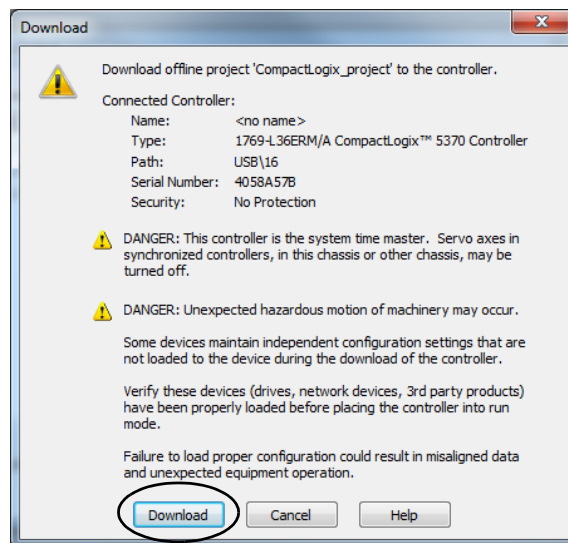 Download
Download offline project 'CompactLogix_project' to the controller.
Connected Controller:
Name: <no name>
Type: 1769-L36ERM/A CompactLogix™ 5370 Controller
Path: USB\16
Serial Number: 4058A57B
Security: No Protection
DANGER: This controller is the system time master. Servo axes in
synchronized controllers, in this chassis or other chassis, may be
turned off.
DANGER: Unexpected hazardous motion of machinery may occur.
Some devices maintain independent configuration settings that are
not loaded to the device during the download of the controller.
Verify these devices (drives, network devices, 3rd party products)
have been properly loaded before placing the controller into run
mode.
Failure to load proper configuration could result in misaligned data
and unexpected equipment operation.
Download Cancel Help